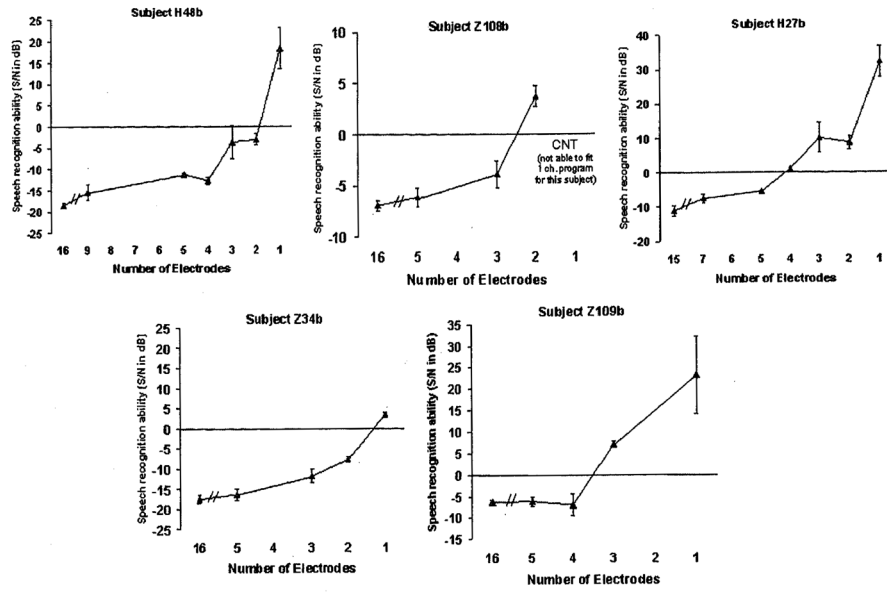 Subject H48b
Speech recognition ability [S/N in dB]
25
20
15
10
5
0
-5
-10
-15
-20
-25
16 9 8 7 6 5 4 3 2 1
Number of Electrodes
Subject Z108b
Speech recognition ability [S/N in dB]
10
5
0
-5
-10
CNT
(not able to fit
1 ch. program
for this subject)
16 5 4 3 2 1
Number of Electrodes
Subject H27b
Speech recognition ability [S/N in dB]
40
30
20
10
0
-10
-20
15 7 6 5 4 3 2 1
Number of Electrodes
Subject Z34b
Speech recognition ability [S/N in dB]
25
20
15
10
5
0
-5
-10
-15
-20
-25
16 5 4 3 2 1
Number of Electrodes
Subject Z109b
Speech recognition ability (S/N in dB)
35
30
25
20
15
10
5
0
-5
-10
-15
16 5 4 3 2 1
Number of Electrodes